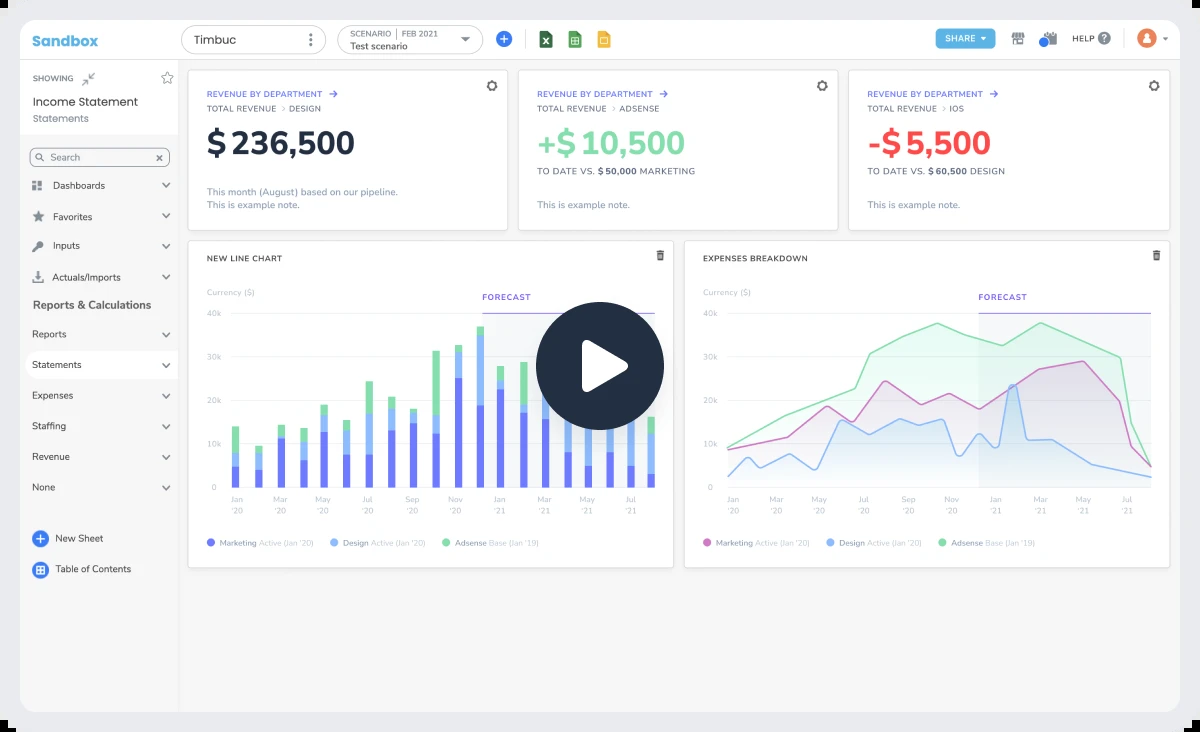 Sandbox
Timbuc
SCENARIO | FEB 2021
Test scenario
SHARE
HELP
SHOWING
Income Statement
Statements
Search
Dashboards
Favorites
Inputs
Actuals/Imports
Reports & Calculations
Reports
Statements
Expenses
Staffing
Revenue
None
New Sheet
Table of Contents
REVENUE BY DEPARTMENT →
TOTAL REVENUE > DESIGN
$236,500
This month (August) based on our pipeline.
This is example note.
REVENUE BY DEPARTMENT →
TOTAL REVENUE > ADSENSE
+$10,500
TO DATE VS. $50,000 MARKETING
This is example note.
REVENUE BY DEPARTMENT →
TOTAL REVENUE > IOS
-$5,500
TO DATE VS. $60,500 DESIGN
This is example note.
NEW LINE CHART
Currency ($)
FORECAST
40k
30k
20k
10k
0
Jan Mar May Jul Sep Nov Jan Mar May Jul
'20 '20 '20 '20 '20 '20 '21 '21 '21 '21
Marketing Active (Jan '20) Design Active (Jan '20) Adsense Base (Jan '19)
EXPENSES BREAKDOWN
Currency ($)
FORECAST
40k
30k
20k
10k
0
Jan Mar May Jul Sep Nov Jan Mar May Jul
'20 '20 '20 '20 '20 '20 '21 '21 '21 '21
Marketing Active (Jan '20) Design Active (Jan '20) Adsense Base (Jan '19)